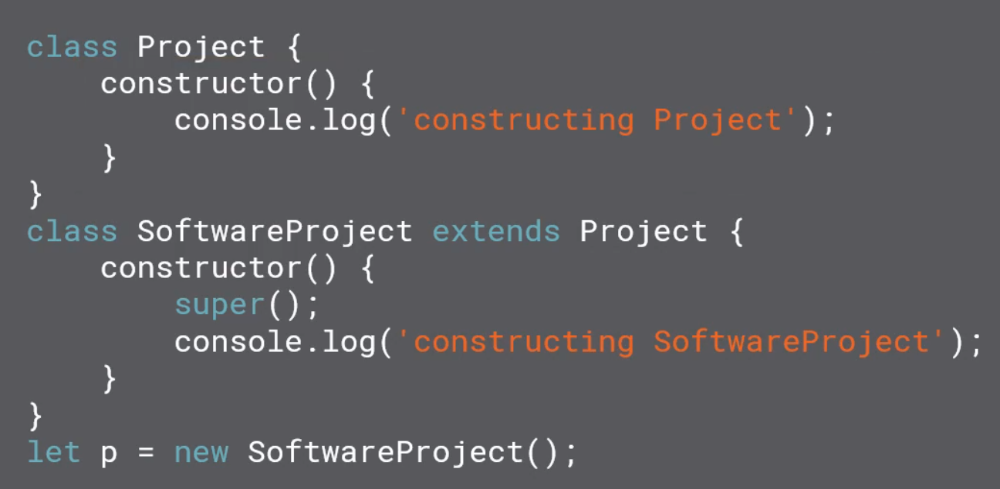 class Project {
    constructor() {
        console.log('constructing Project');
    }
}
class SoftwareProject extends Project {
    constructor() {
        super();
        console.log('constructing SoftwareProject');
    }
}
let p = new SoftwareProject();